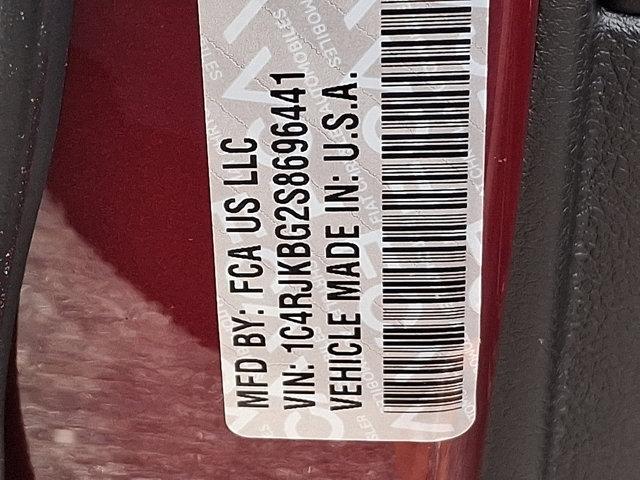 MFD BY: FCA US LLC
VIN: 1C4RJKBG2S8696441
VEHICLE MADE IN: U.S.A.